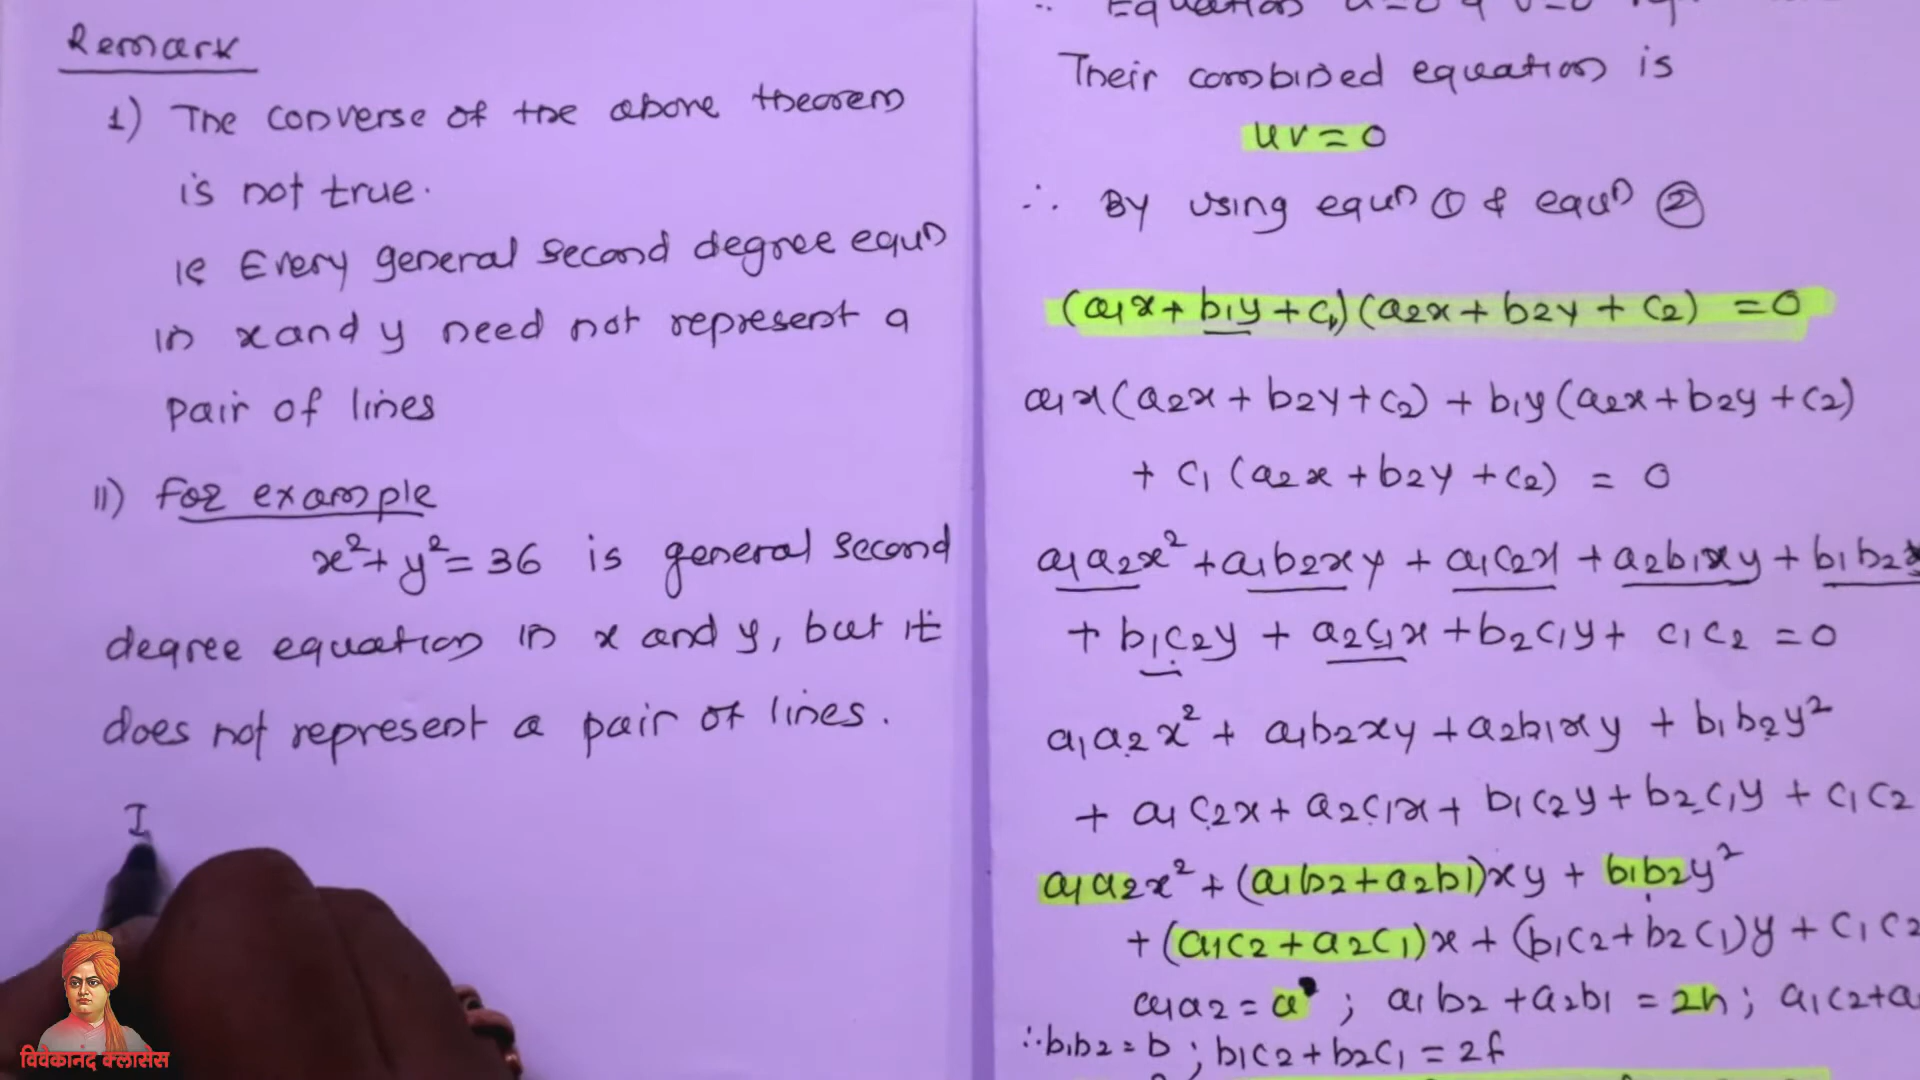 Remark
1) The converse of the above theorem
is not true.
ie Every general second degree equn
in x and y need not represent a
pair of lines
II) For example
x²+ y² = 36 is general second
degree equation in x and y, but it
does not represent a pair of lines.
I
विवेकानंद क्लासेस
∴ Equation u=0 & v=0
Their combined equation is
uv = 0
∴ By using equn ① & equn ②
(a₁x + b₁y + c₁)(a₂x + b₂y + c₂) = 0
a₁x(a₂x + b₂y + c₂) + b₁y(a₂x + b₂y + c₂)
+ c₁ (a₂x + b₂y + c₂) = 0
a₁a₂x² + a₁b₂xy + a₁c₂x + a₂b₁xy + b₁b₂
+ b₁c₂y + a₂c₁x + b₂c₁y + c₁c₂ = 0
a₁a₂x² + a₁b₂xy + a₂b₁xy + b₁b₂y²
+ a₁c₂x + a₂c₁x + b₁c₂y + b₂c₁y + c₁c₂
a₁a₂x² + (a₁b₂ + a₂b₁)xy + b₁b₂y²
+ (a₁c₂ + a₂c₁)x + (b₁c₂ + b₂c₁)y + c₁c₂
a₁a₂ = a ; a₁b₂ + a₂b₁ = 2h ; a₁c₂+a
∴ b₁b₂ = b ; b₁c₂ + b₂c₁ = 2f